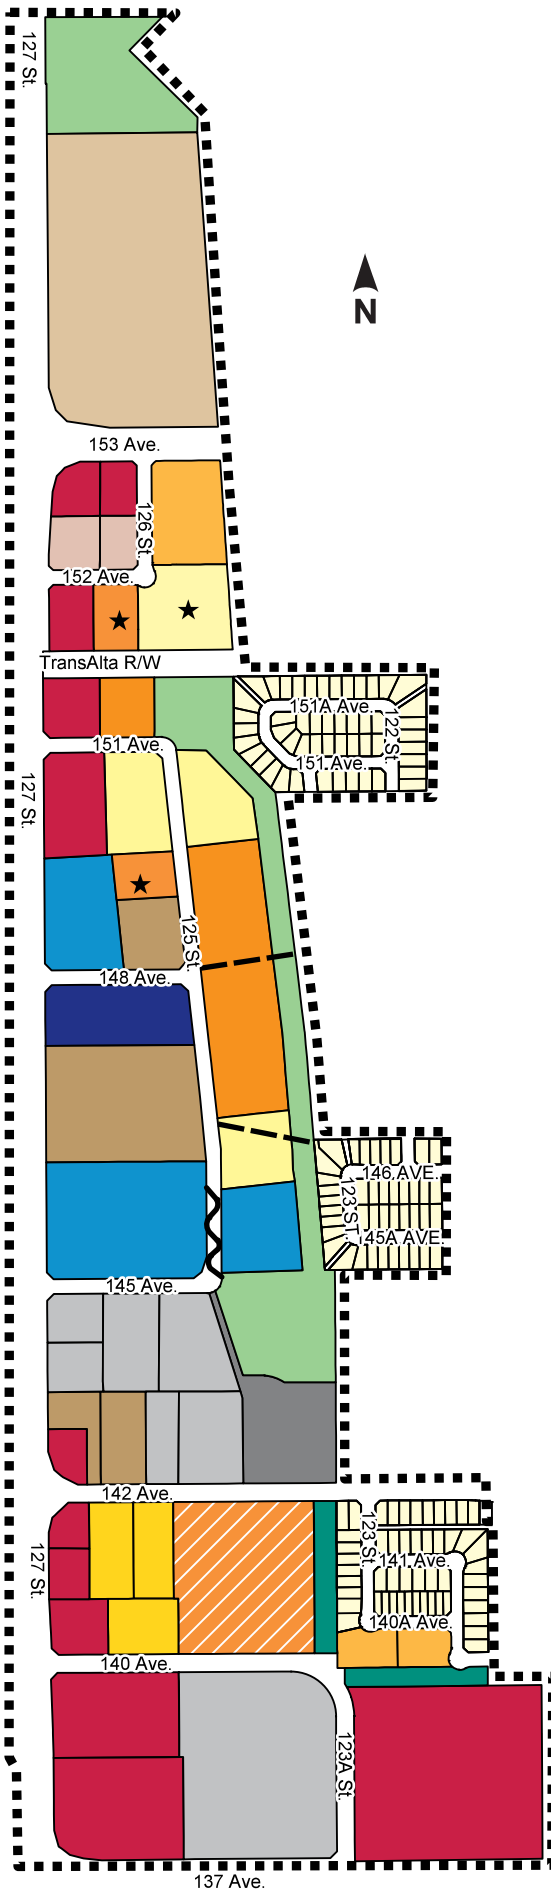 127 St.
N
153 Ave.
126 St.
152 Ave.
TransAlta R/W
151A Ave.
122 St.
151 Ave.
151 Ave.
127 St.
125 St.
148 Ave.
146 AVE.
123 ST.
145A AVE.
145 Ave.
142 Ave.
123 St.
141 Ave.
127 St.
140A Ave.
140 Ave.
123A St.
137 Ave.